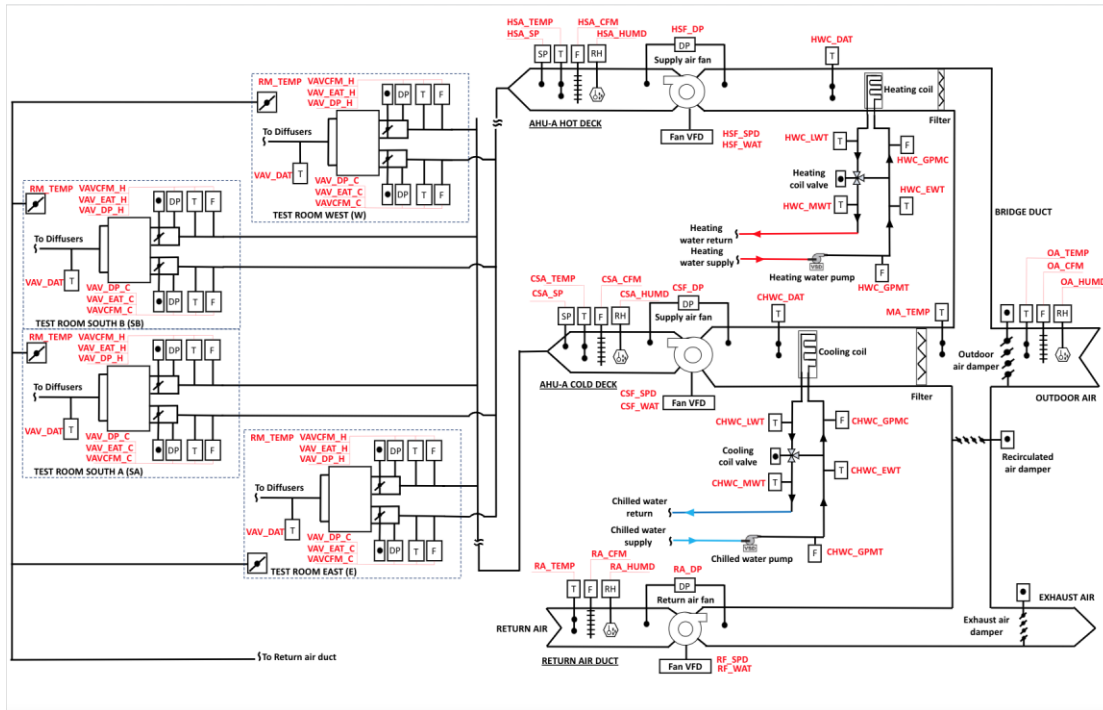 HSA_TEMP
HSA_SP
HSA_CFM
HSA_HUMD
SP
T
F
RH
HSF_DP
DP
Supply air fan
Fan VFD
HSF_SPD
HSF_WAT
AHU-A HOT DECK
HWC_DAT
T
Heating coil
Filter
HWC_LWT
T
F
HWC_GPMC
Heating
coil valve
HWC_MWT
T
T
HWC_EWT
Heating
water return
Heating
water supply
VSD
Heating water pump
F
HWC_GPMT
BRIDGE DUCT
RM_TEMP
VAVCFM_H
VAV_EAT_H
VAV_DP_H
DP
T
F
To Diffusers
VAV_DAT
T
VAV_DP_C
VAV_EAT_C
VAVCFM_C
DP
T
F
TEST ROOM WEST (W)
RM_TEMP
VAVCFM_H
VAV_EAT_H
VAV_DP_H
DP
T
F
To Diffusers
VAV_DAT
T
VAV_DP_C
VAV_EAT_C
VAVCFM_C
DP
T
F
TEST ROOM SOUTH B (SB)
RM_TEMP
VAVCFM_H
VAV_EAT_H
VAV_DP_H
DP
T
F
To Diffusers
VAV_DAT
T
VAV_DP_C
VAV_EAT_C
VAVCFM_C
DP
T
F
TEST ROOM SOUTH A (SA)
RM_TEMP
VAVCFM_H
VAV_EAT_H
VAV_DP_H
DP
T
F
To Diffusers
VAV_DAT
T
VAV_DP_C
VAV_EAT_C
VAVCFM_C
DP
T
F
TEST ROOM EAST (E)
To Return air duct
CSA_TEMP
CSA_SP
CSA_CFM
CSA_HUMD
SP
T
F
RH
CSF_DP
DP
Supply air fan
CHWC_DAT
T
MA_TEMP
T
Cooling coil
Filter
AHU-A COLD DECK
CSF_SPD
CSF_WAT
Fan VFD
CHWC_LWT
T
F
CHWC_GPMC
Cooling
coil valve
CHWC_MWT
T
T
CHWC_EWT
Chilled water
return
Chilled water
supply
VSD
Chilled water pump
F
CHWC_GPMT
OA_TEMP
OA_CFM
OA_HUMD
T
F
RH
Outdoor
air damper
OUTDOOR AIR
Recirculated
air damper
RA_TEMP
RA_CFM
RA_HUMD
T
F
RH
RA_DP
DP
Return air fan
RETURN AIR
RETURN AIR DUCT
Fan VFD
RF_SPD
RF_WAT
EXHAUST AIR
Exhaust air
damper